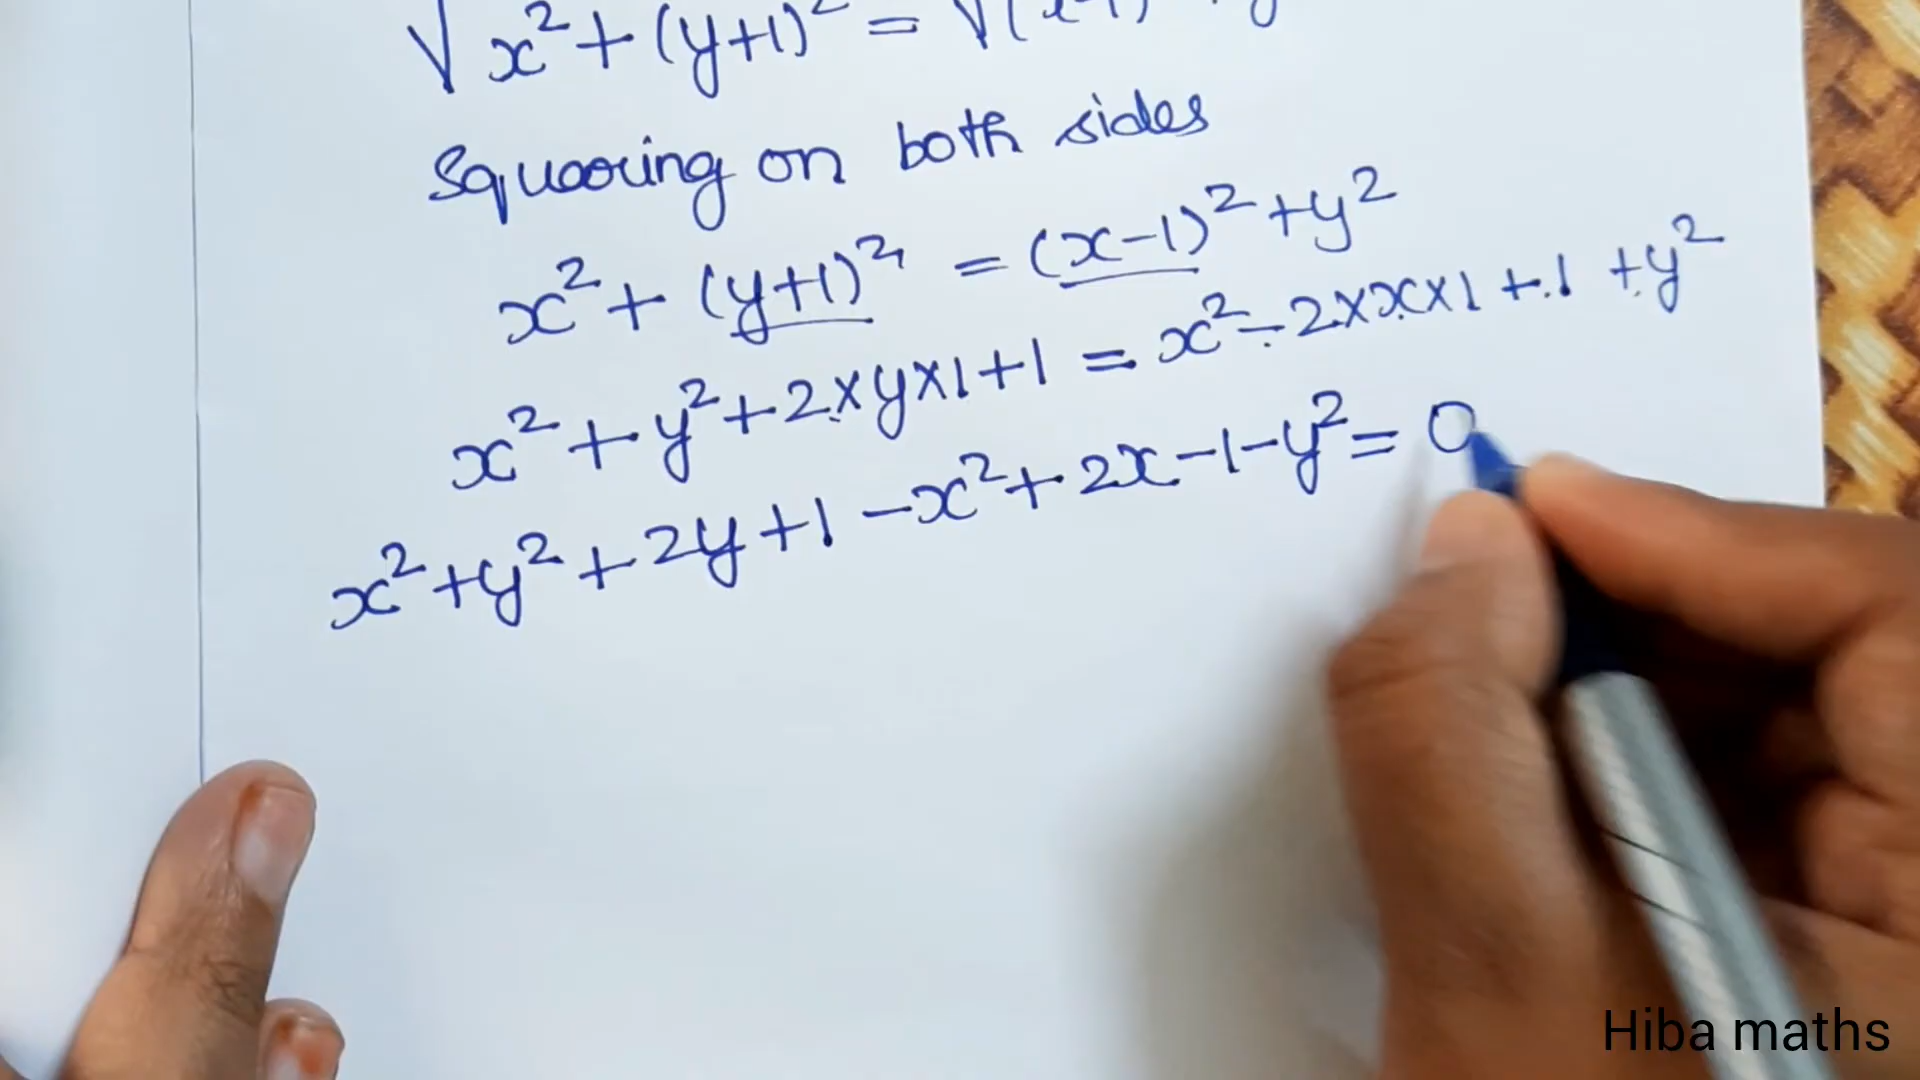 √x²+(y+1)² = √(x-1)
Squaring on both sides
x²+(y+1)² = (x-1)²+y²
x²+y²+2×y×1+1 = x²-2×x×1+1+y²
x²+y²+2y+1-x²+2x-1-y²=0
Hiba maths